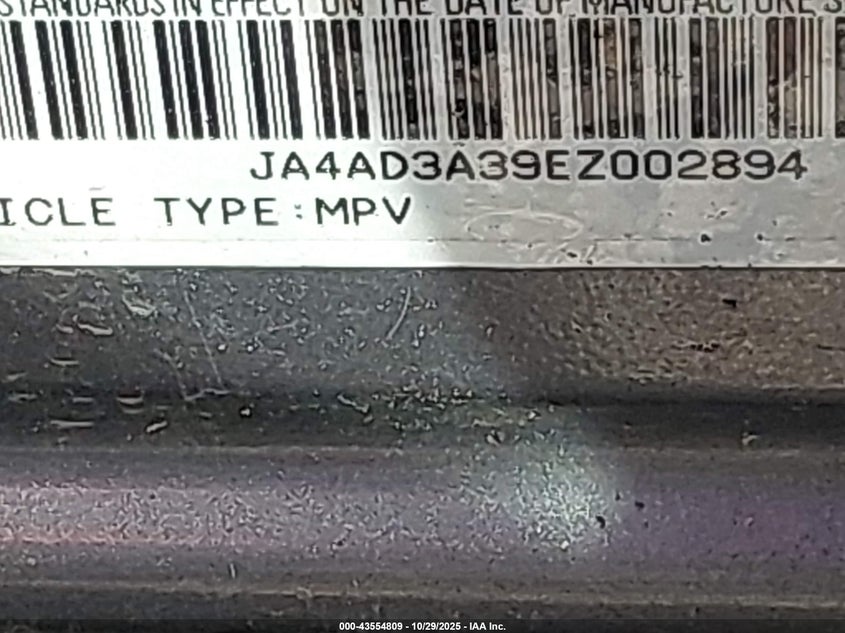 STANDARDS IN EFFECT ON THE DATE OF MANUFACTURE S
JA4AD3A39EZ002894
ICLE TYPE:MPV
000-43554809 - 10/29/2025 - IAA Inc.